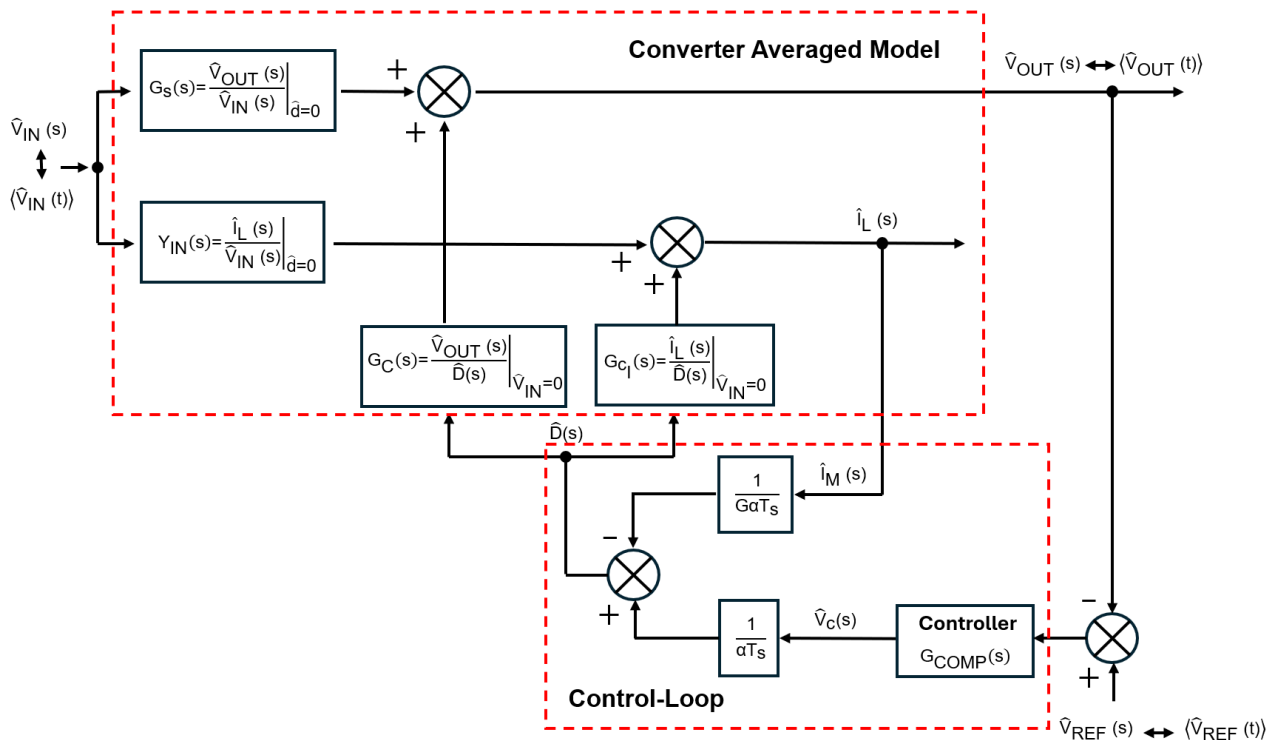 Converter Averaged Model
V̂OUT (s) ↔ ⟨V̂OUT (t)⟩
Gs(s)= V̂OUT (s) / V̂IN (s) | d̂=0
+
+
V̂IN (s)
↕
⟨V̂IN (t)⟩
YIN(s)= ÎL (s) / V̂IN (s) | d̂=0
ÎL (s)
+
+
GC(s)= V̂OUT (s) / D̂(s) | V̂IN=0
GcI(s)= ÎL (s) / D̂(s) | V̂IN=0
D̂(s)
1 / GαTs
ÎM (s)
−
+
1 / αTs
V̂c(s)
Controller
GCOMP(s)
−
+
Control-Loop
V̂REF (s) ↔ ⟨V̂REF (t)⟩